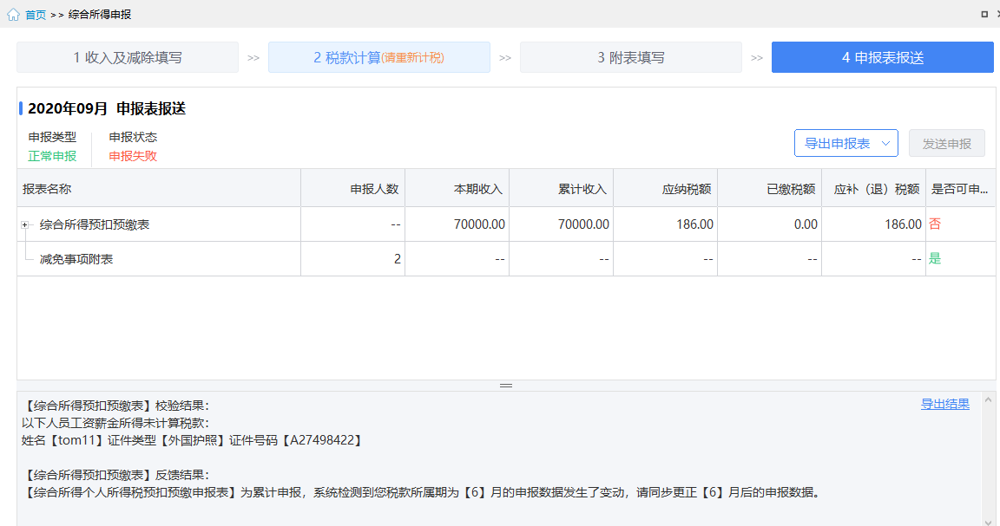 首页 >> 综合所得申报
1 收入及减除填写 >> 2 税款计算(请重新计税) >> 3 附表填写 >> 4 申报表报送
2020年09月 申报表报送
申报类型 申报状态
正常申报 申报失败 导出申报表 发送申报
报表名称 申报人数 本期收入 累计收入 应纳税额 已缴税额 应补（退）税额 是否可申...
综合所得预扣预缴表 -- 70000.00 70000.00 186.00 0.00 186.00 否
减免事项附表 2 -- -- -- -- -- 是
【综合所得预扣预缴表】校验结果： 导出结果
以下人员工资薪金所得未计算税款：
姓名【tom11】证件类型【外国护照】证件号码【A27498422】
【综合所得预扣预缴表】反馈结果：
【综合所得个人所得税预扣预缴申报表】为累计申报，系统检测到您税款所属期为【6】月的申报数据发生了变动，请同步更正【6】月后的申报数据。